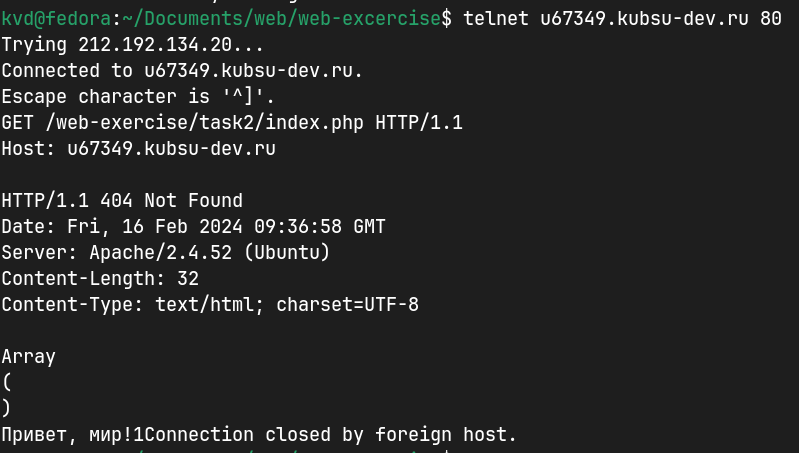 kvd@fedora:~/Documents/web/web-excercise$ telnet u67349.kubsu-dev.ru 80
Trying 212.192.134.20...
Connected to u67349.kubsu-dev.ru.
Escape character is '^]'.
GET /web-exercise/task2/index.php HTTP/1.1
Host: u67349.kubsu-dev.ru
HTTP/1.1 404 Not Found
Date: Fri, 16 Feb 2024 09:36:58 GMT
Server: Apache/2.4.52 (Ubuntu)
Content-Length: 32
Content-Type: text/html; charset=UTF-8
Array
(
)
Привет, мир!1Connection closed by foreign host.